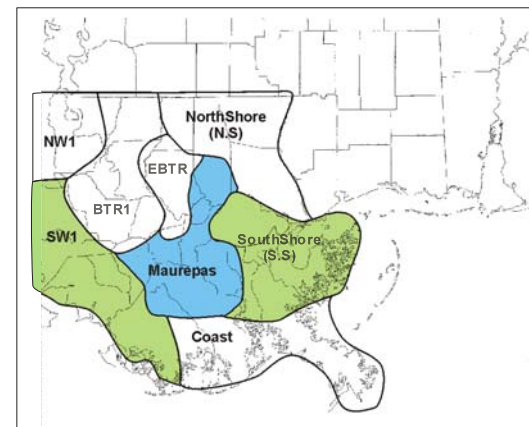 NorthShore
(N.S)
NW1
EBTR
BTR1
SW1
SouthShore
(S.S)
Maurepas
Coast